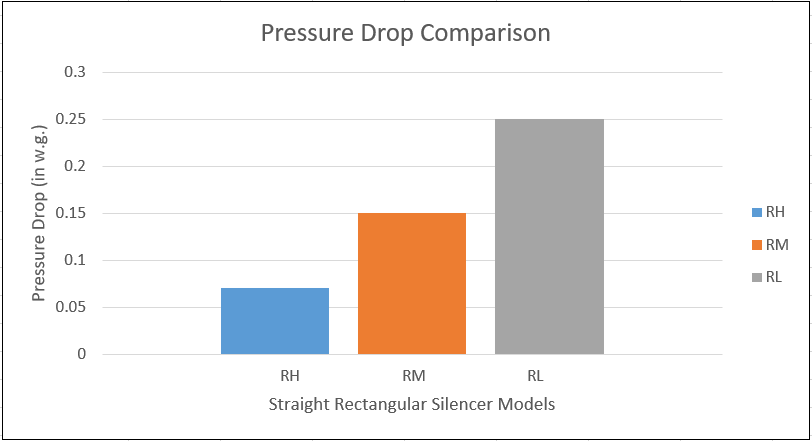 Pressure Drop Comparison
Pressure Drop (in w.g.)
0.3
0.25
0.2
0.15
0.1
0.05
0
RH RM RL
Straight Rectangular Silencer Models
RH
RM
RL